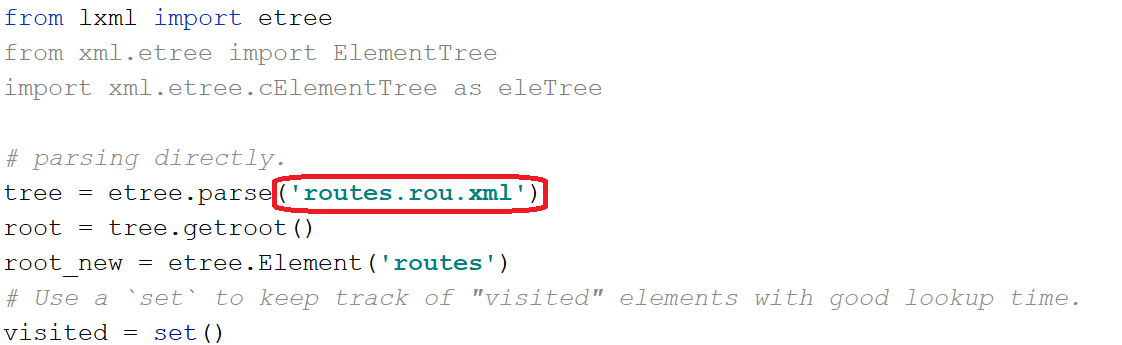 from lxml import etree
from xml.etree import ElementTree
import xml.etree.cElementTree as eleTree
# parsing directly.
tree = etree.parse('routes.rou.xml')
root = tree.getroot()
root_new = etree.Element('routes')
# Use a `set` to keep track of "visited" elements with good lookup time.
visited = set()